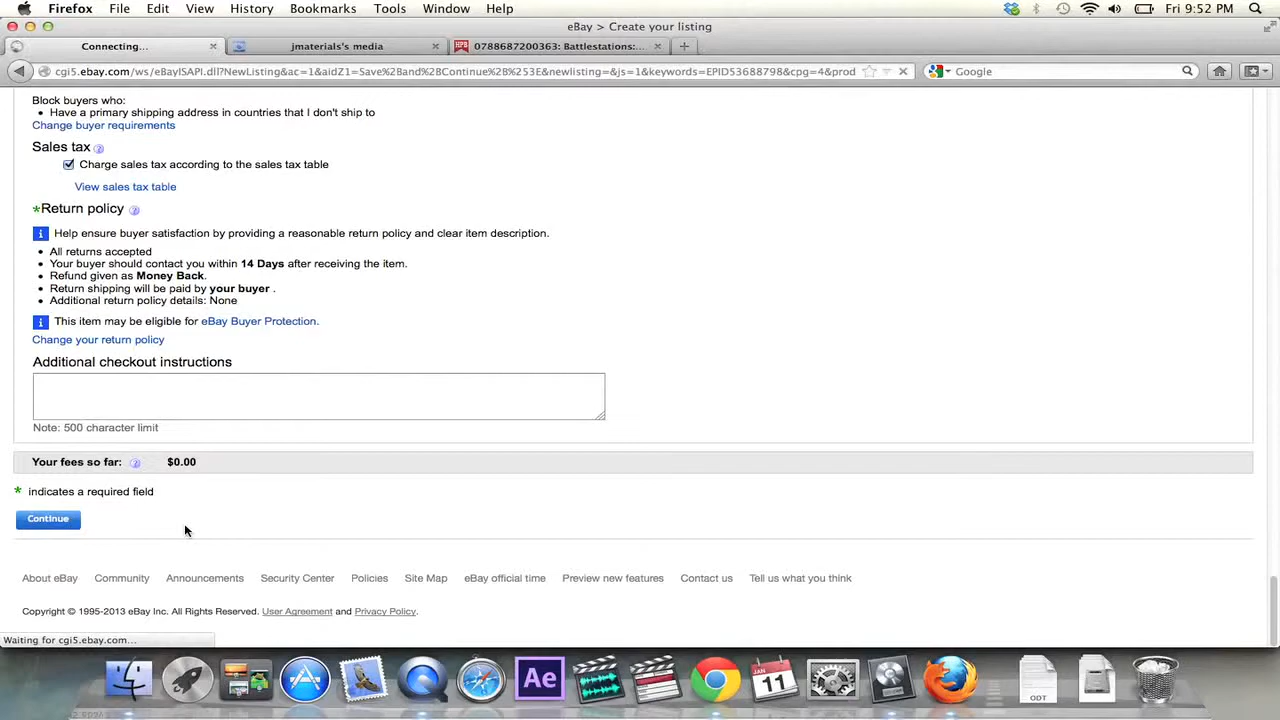 Firefox File Edit View History Bookmarks Tools Window Help Fri 9:52 PM
eBay > Create your listing
Connecting... jmaterials's media HPB 0788687200363: Battlestations:...
cgi5.ebay.com/ws/eBayISAPI.dll?NewListing&ac=1&aidZ1=Save%2Band%2BContinue%2B%253E&newlisting=&js=1&keywords=EPID53688798&cpg=4&prod Google
Block buyers who:
• Have a primary shipping address in countries that I don't ship to
Change buyer requirements
Sales tax
Charge sales tax according to the sales tax table
View sales tax table
*Return policy
Help ensure buyer satisfaction by providing a reasonable return policy and clear item description.
• All returns accepted
• Your buyer should contact you within 14 Days after receiving the item.
• Refund given as Money Back.
• Return shipping will be paid by your buyer .
• Additional return policy details: None
This item may be eligible for eBay Buyer Protection.
Change your return policy
Additional checkout instructions
Note: 500 character limit
Your fees so far: $0.00
* indicates a required field
Continue
About eBay Community Announcements Security Center Policies Site Map eBay official time Preview new features Contact us Tell us what you think
Copyright © 1995-2013 eBay Inc. All Rights Reserved. User Agreement and Privacy Policy.
Waiting for cgi5.ebay.com...
Ae JAN 11 ODT